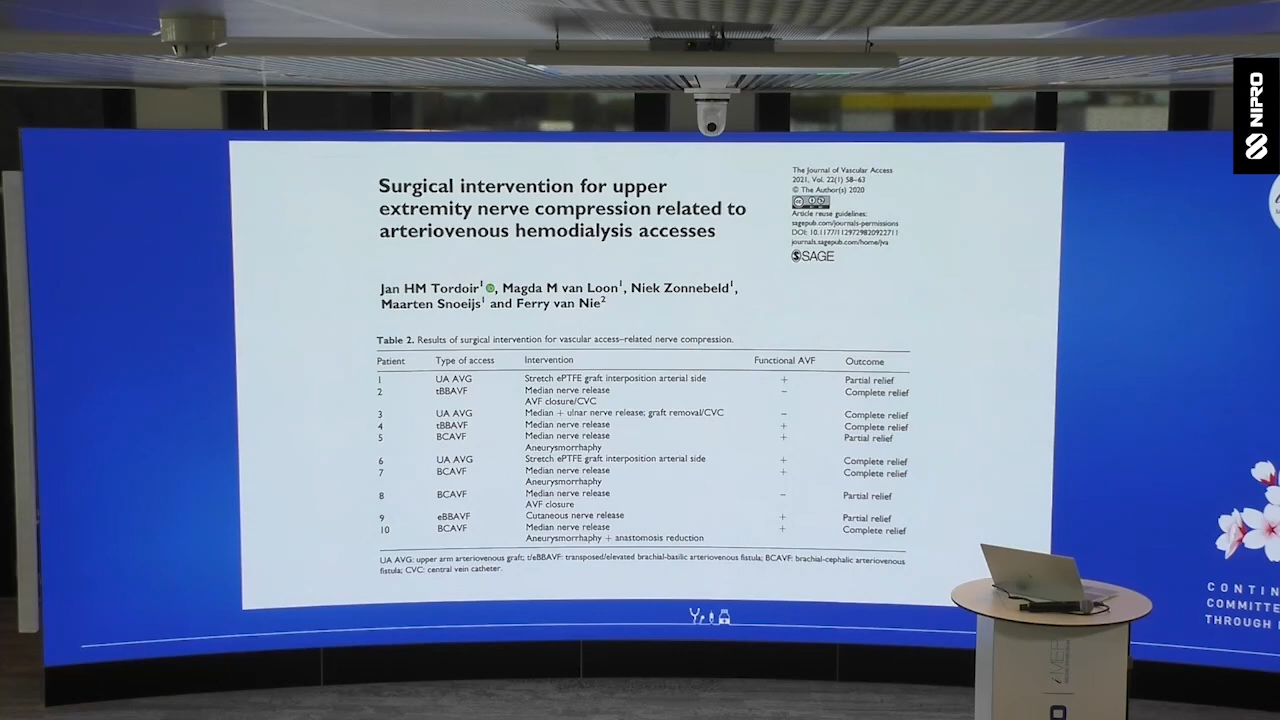 NIPRO
Surgical intervention for upper
extremity nerve compression related to
arteriovenous hemodialysis accesses
The Journal of Vascular Access
2021, Vol. 22(1) 58–63
© The Author(s) 2020
Article reuse guidelines:
sagepub.com/journals-permissions
DOI: 10.1177/1129729820922711
journals.sagepub.com/home/jva
SAGE
Jan HM Tordoir1, Magda M van Loon1, Niek Zonnebeld1,
Maarten Snoeijs1 and Ferry van Nie2
Table 2. Results of surgical intervention for vascular access–related nerve compression.
Patient Type of access Intervention Functional AVF Outcome
1 UA AVG Stretch ePTFE graft interposition arterial side + Partial relief
2 tBBAVF Median nerve release – Complete relief
AVF closure/CVC
3 UA AVG Median + ulnar nerve release; graft removal/CVC – Complete relief
4 tBBAVF Median nerve release + Complete relief
5 BCAVF Median nerve release + Partial relief
Aneurysmorrhaphy
6 UA AVG Stretch ePTFE graft interposition arterial side + Complete relief
7 BCAVF Median nerve release + Complete relief
Aneurysmorrhaphy
8 BCAVF Median nerve release – Partial relief
AVF closure
9 eBBAVF Cutaneous nerve release + Partial relief
10 BCAVF Median nerve release + Complete relief
Aneurysmorrhaphy + anastomosis reduction
UA AVG: upper arm arteriovenous graft; t/eBBAVF: transposed/elevated brachial-basilic arteriovenous fistula; BCAVF: brachial-cephalic arteriovenous
fistula; CVC: central vein catheter.
CONTIN
COMMITTE
THROUGH